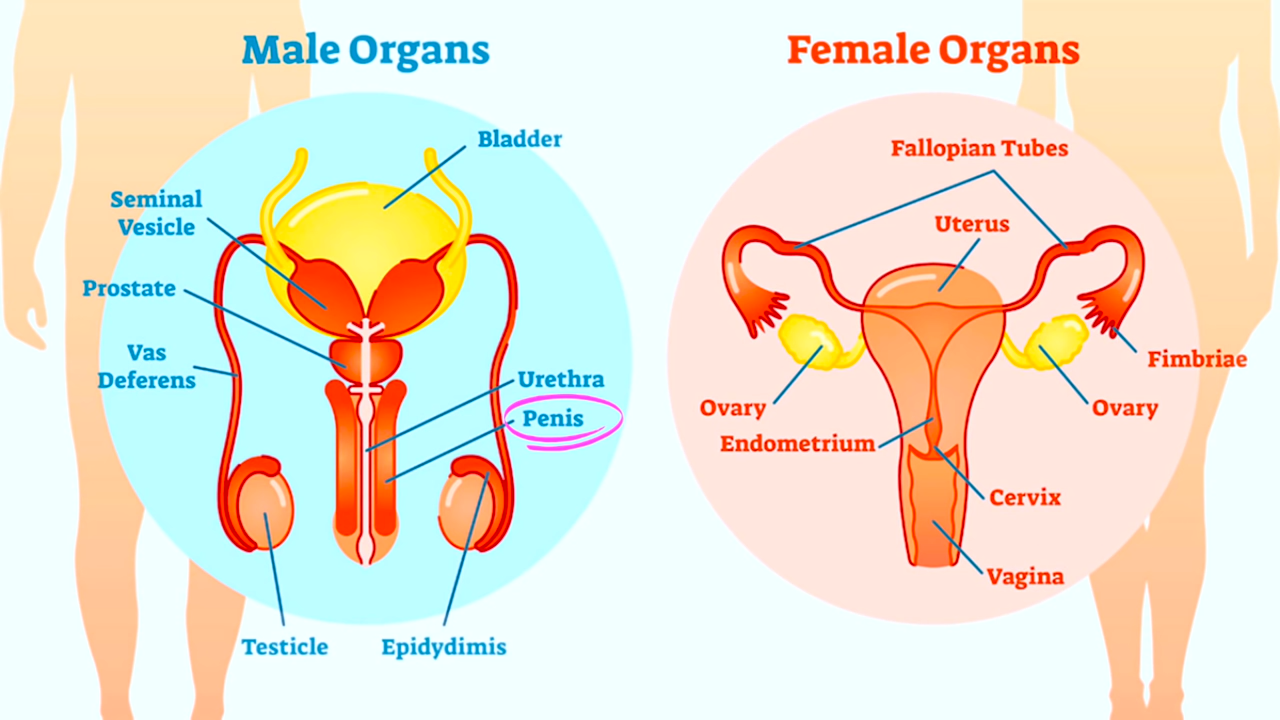 Male Organs
Bladder
Seminal
Vesicle
Prostate
Vas
Deferens
Urethra
Penis
Testicle
Epidydimis
Female Organs
Fallopian Tubes
Uterus
Fimbriae
Ovary
Ovary
Endometrium
Cervix
Vagina